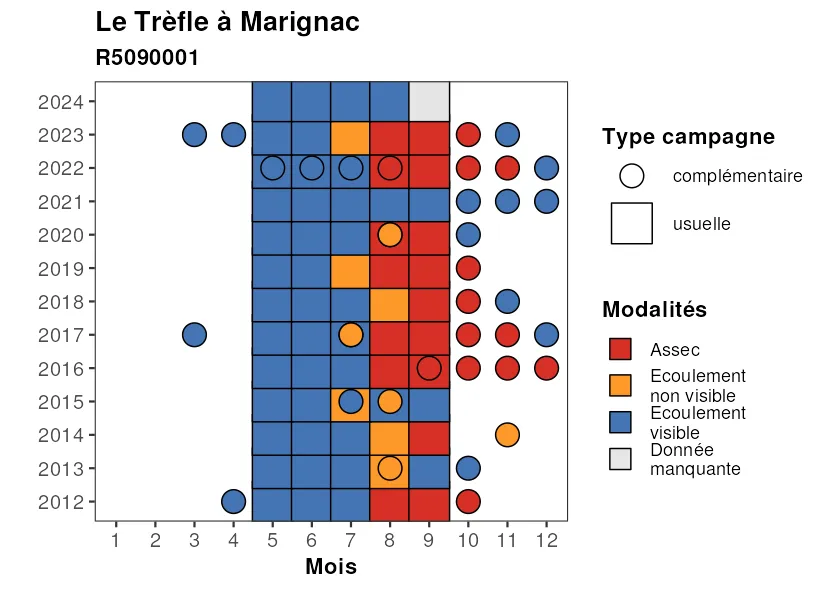 Le Trèfle à Marignac
R5090001
2024
2023
2022
2021
2020
2019
2018
2017
2016
2015
2014
2013
2012
1 2 3 4 5 6 7 8 9 10 11 12
Mois
Type campagne
complémentaire
usuelle
Modalités
Assec
Ecoulement
non visible
Ecoulement
visible
Donnée
manquante